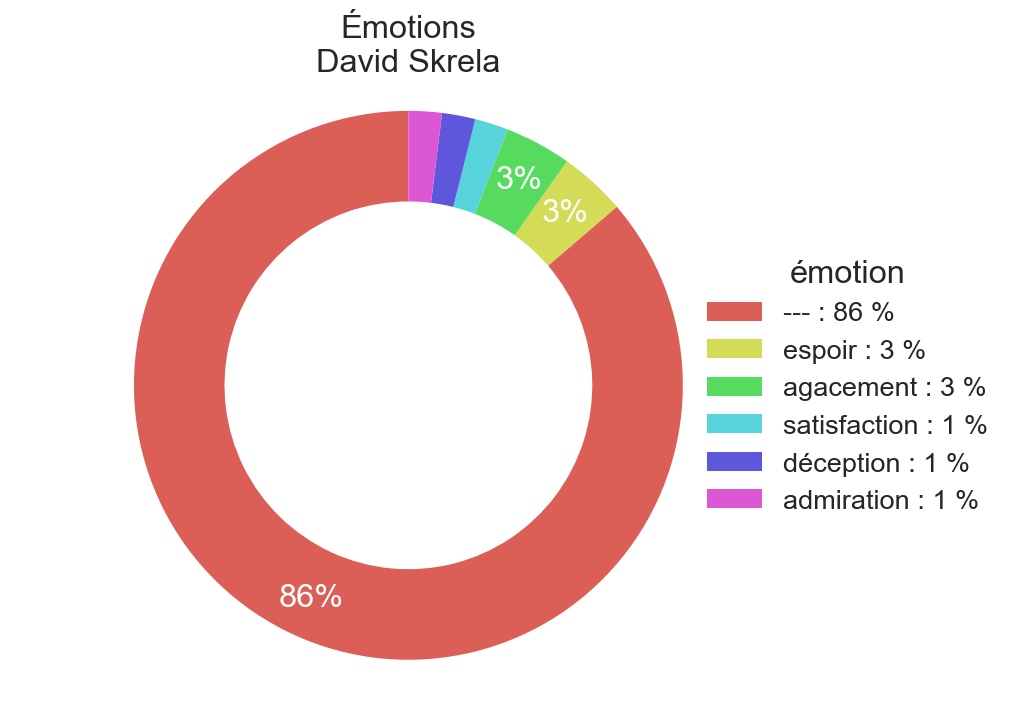 Émotions
David Skrela
3%
3%
86%
émotion
--- : 86 %
espoir : 3 %
agacement : 3 %
satisfaction : 1 %
déception : 1 %
admiration : 1 %